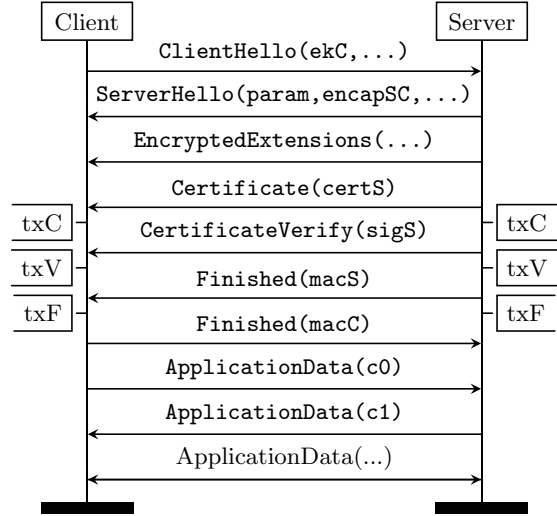 Client Server
ClientHello(ekC,...)
ServerHello(param,encapSC,...)
EncryptedExtensions(...)
Certificate(certS)
txC txC
CertificateVerify(sigS)
txV txV
Finished(macS)
txF txF
Finished(macC)
ApplicationData(c0)
ApplicationData(c1)
ApplicationData(...)